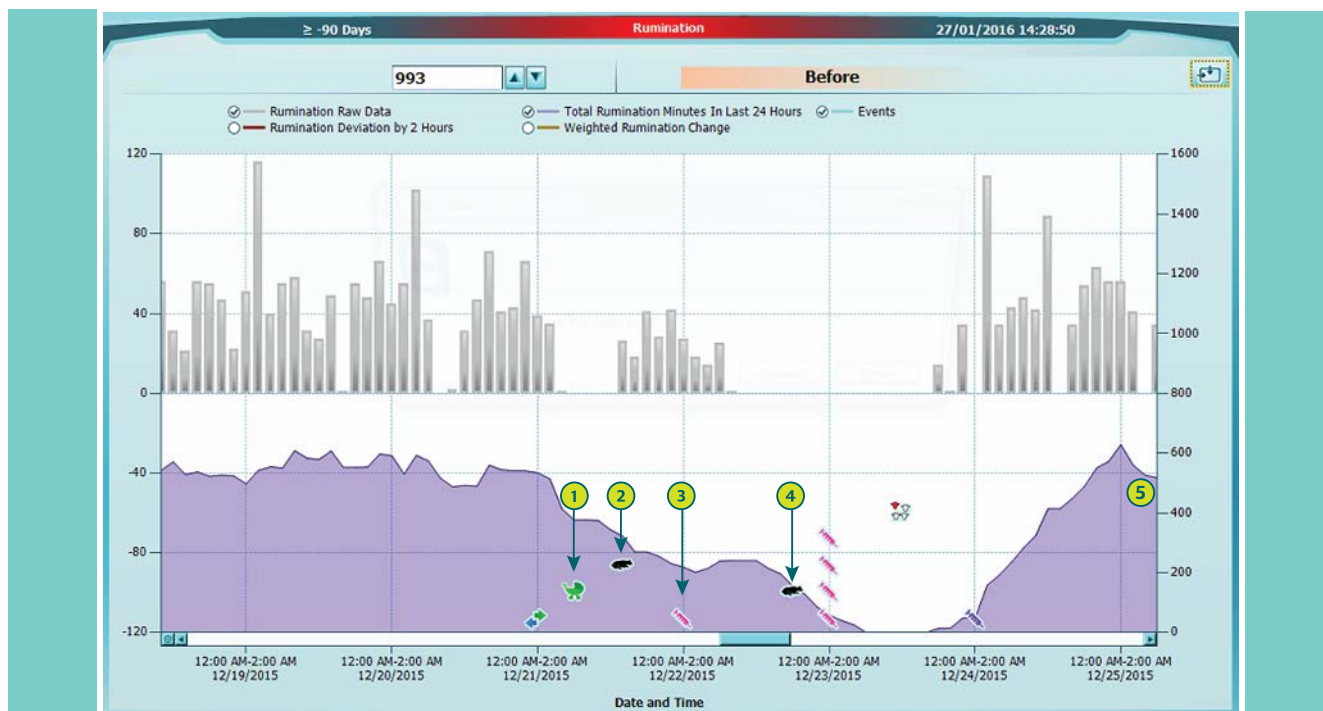 ≥ -90 Days Rumination 27/01/2016 14:28:50
993 Before
Rumination Raw Data Total Rumination Minutes In Last 24 Hours Events
Rumination Deviation by 2 Hours Weighted Rumination Change
120 1600
1400
80
1200
40
1000
0 800
-40 600
5
1 2 3 4
400
-80
200
-120 0
12:00 AM-2:00 AM 12:00 AM-2:00 AM 12:00 AM-2:00 AM 12:00 AM-2:00 AM 12:00 AM-2:00 AM 12:00 AM-2:00 AM 12:00 AM-2:00 AM
12/19/2015 12/20/2015 12/21/2015 12/22/2015 12/23/2015 12/24/2015 12/25/2015
Date and Time